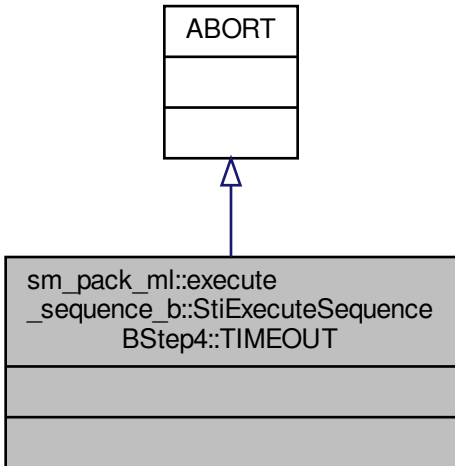 ABORT
sm_pack_ml::execute
_sequence_b::StiExecuteSequence
BStep4::TIMEOUT